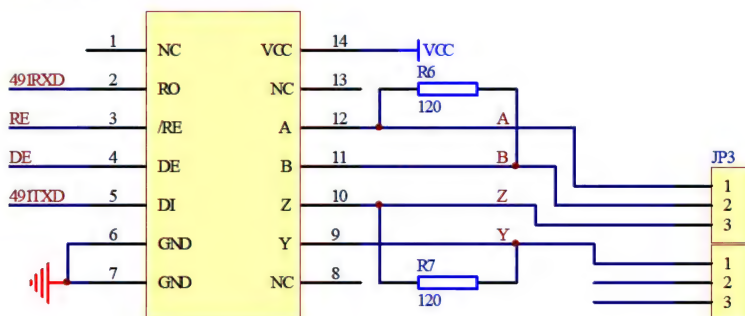 1 NC VCC 14 VCC
491RXD 2 RO NC 13 R6
120
RE 3 /RE A 12 A
DE 4 DE B 11 B JP3
491TXD 5 DI Z 10 Z 1
2
3
6 GND Y 9 Y
7 GND NC 8 R7
120
1
2
3